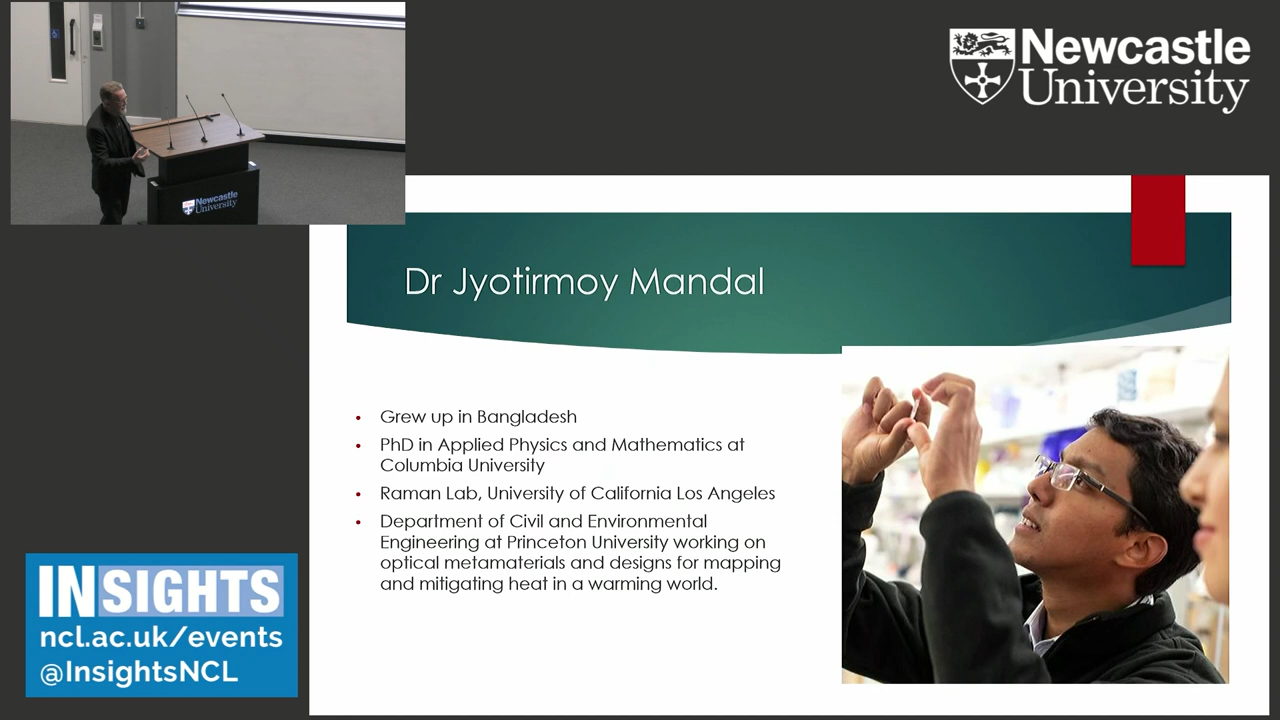 Newcastle
University
Newcastle
University
Dr Jyotirmoy Mandal
• Grew up in Bangladesh
• PhD in Applied Physics and Mathematics at
Columbia University
• Raman Lab, University of California Los Angeles
• Department of Civil and Environmental
Engineering at Princeton University working on
optical metamaterials and designs for mapping
and mitigating heat in a warming world.
INSIGHTS
ncl.ac.uk/events
@InsightsNCL